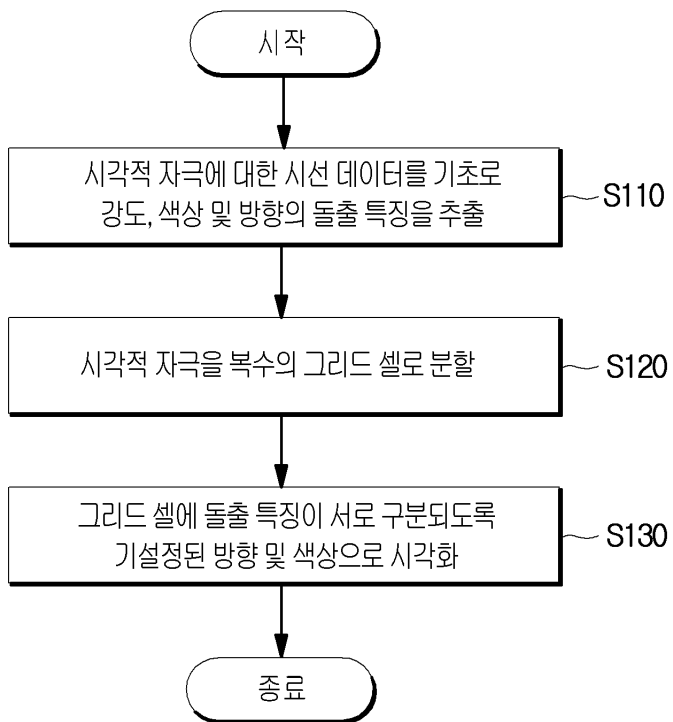 시작
시각적 자극에 대한 시선 데이터를 기초로
강도, 색상 및 방향의 돌출 특징을 추출
S110
시각적 자극을 복수의 그리드 셀로 분할
S120
그리드 셀에 돌출 특징이 서로 구분되도록
기설정된 방향 및 색상으로 시각화
S130
종료